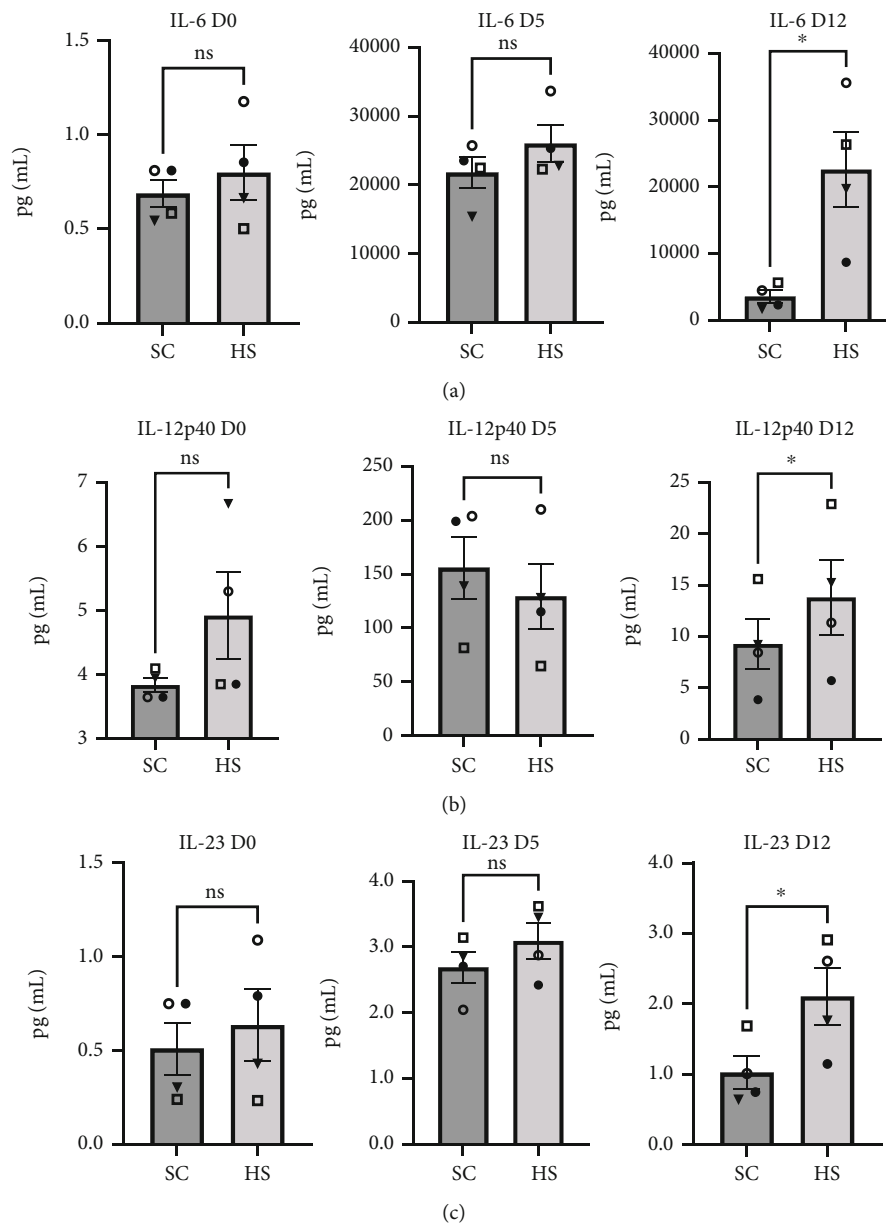 IL-6 D0
IL-6 D5
IL-6 D12
ns
ns
*
pg (mL)
1.5
1.0
0.5
0.0
SC HS
pg (mL)
40000
30000
20000
10000
0
SC HS
pg (mL)
40000
30000
20000
10000
0
SC HS
(a)
IL-12p40 D0
IL-12p40 D5
IL-12p40 D12
ns
ns
*
pg (mL)
7
6
5
4
3
SC HS
pg (mL)
250
200
150
100
50
0
SC HS
pg (mL)
25
20
15
10
5
0
SC HS
(b)
IL-23 D0
IL-23 D5
IL-23 D12
ns
ns
*
pg (mL)
1.5
1.0
0.5
0.0
SC HS
pg (mL)
4.0
3.0
2.0
1.0
0.0
SC HS
pg (mL)
4.0
3.0
2.0
1.0
0.0
SC HS
(c)